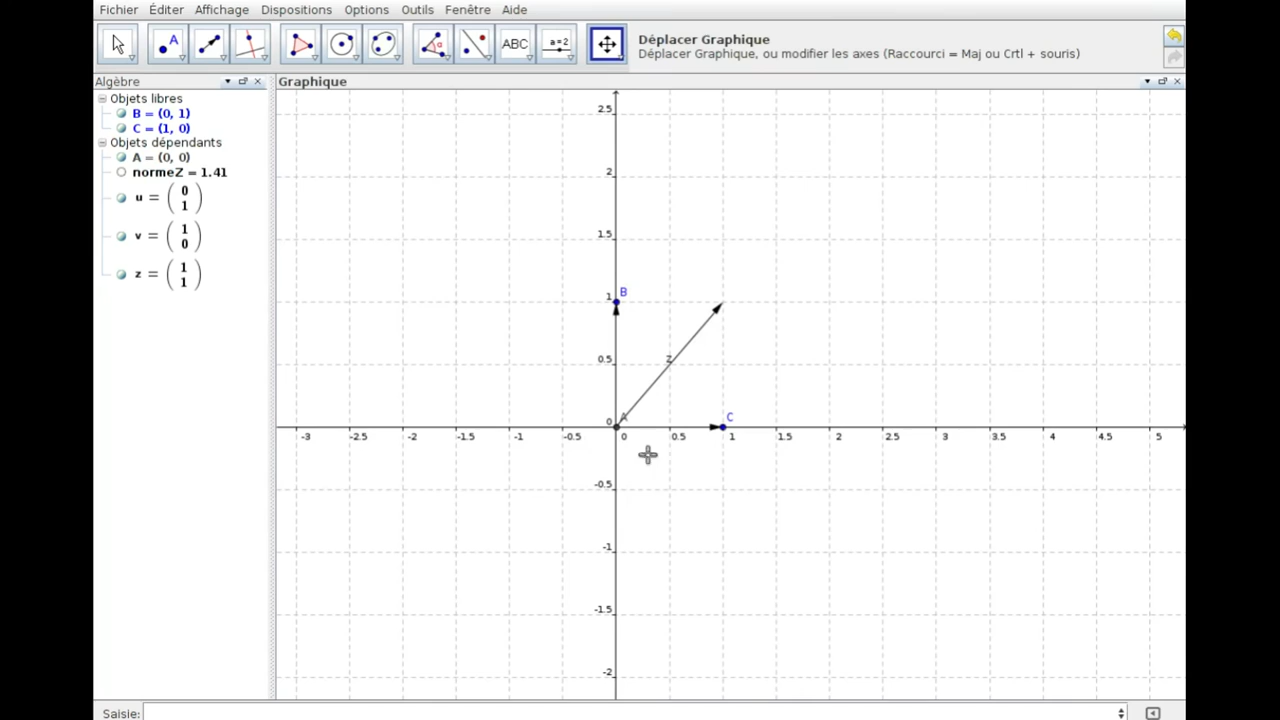 Fichier Éditer Affichage Dispositions Options Outils Fenêtre Aide
A
α
ABC
a=2
Déplacer Graphique
Déplacer Graphique, ou modifier les axes (Raccourci = Maj ou Crtl + souris)
Algèbre
Graphique
Objets libres
B = (0, 1)
C = (1, 0)
Objets dépendants
A = (0, 0)
normeZ = 1.41
u = (0 1)
v = (1 0)
z = (1 1)
2.5
2
1.5
1
B
0.5
z
0
A
C
-3 -2.5 -2 -1.5 -1 -0.5 0 0.5 1 1.5 2 2.5 3 3.5 4 4.5 5
-0.5
-1
-1.5
-2
Saisie: